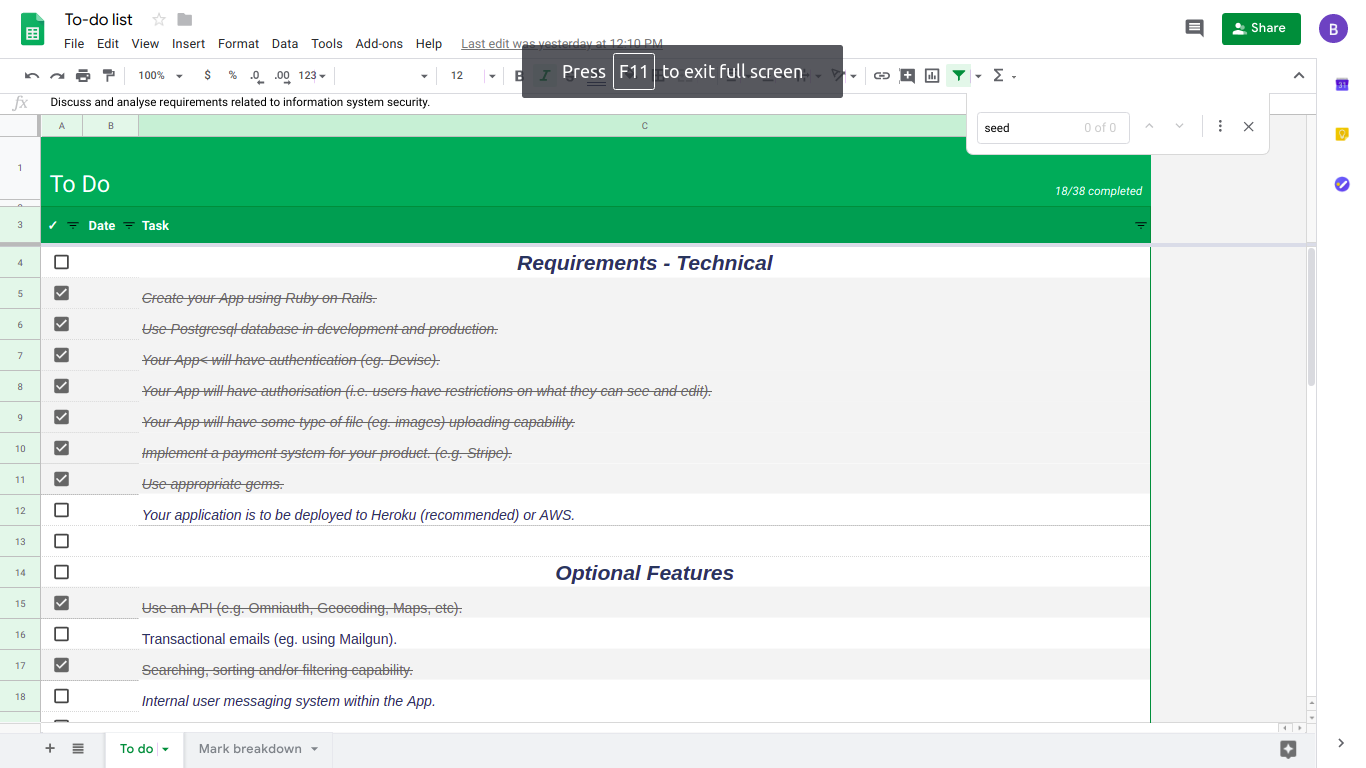 To-do list
File Edit View Insert Format Data Tools Add-ons Help Last edit was yesterday at 12:10 PM
Share
B
Press F11 to exit full screen
100% $ % .0 .00 123 12 B I Σ
31
fx Discuss and analyse requirements related to information system security.
seed 0 of 0
A B C
1 To Do 18/38 completed
3 ✓ Date Task
4 Requirements - Technical
5 Create your App using Ruby on Rails.
6 Use Postgresql database in development and production.
7 Your App< will have authentication (eg. Devise).
8 Your App will have authorisation (i.e. users have restrictions on what they can see and edit).
9 Your App will have some type of file (eg. images) uploading capability.
10 Implement a payment system for your product. (e.g. Stripe).
11 Use appropriate gems.
12 Your application is to be deployed to Heroku (recommended) or AWS.
13
14 Optional Features
15 Use an API (e.g. Omniauth, Geocoding, Maps, etc).
16 Transactional emails (eg. using Mailgun).
17 Searching, sorting and/or filtering capability.
18 Internal user messaging system within the App.
To do Mark breakdown